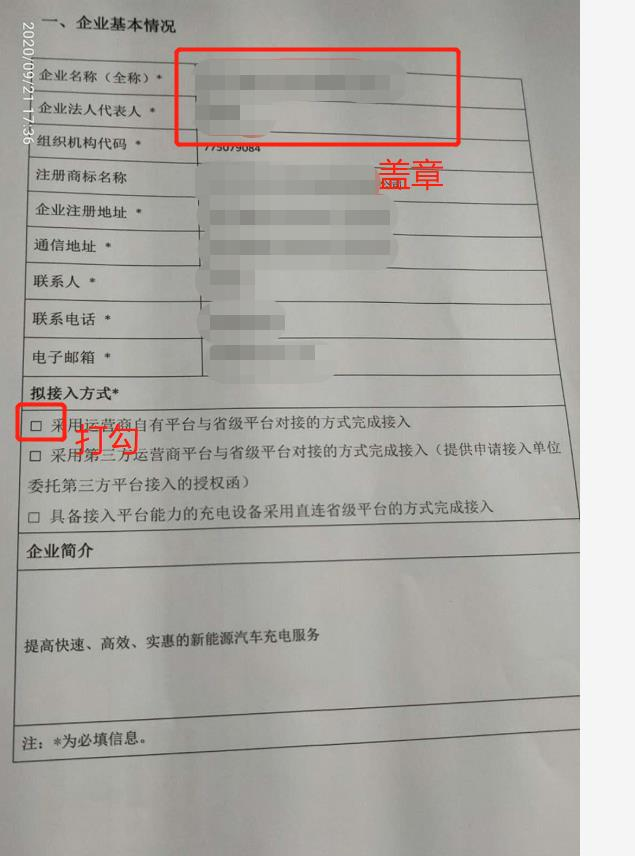 一、企业基本情况
企业名称（全称）*
企业法人代表人 *
组织机构代码 * 775079084
注册商标名称
盖章
企业注册地址 *
通信地址 *
联系人 *
联系电话 *
电子邮箱 *
拟接入方式*
□ 采用运营商自有平台与省级平台对接的方式完成接入
打勾
□ 采用第三方运营商平台与省级平台对接的方式完成接入（提供申请接入单位
委托第三方平台接入的授权函）
□ 具备接入平台能力的充电设备采用直连省级平台的方式完成接入
企业简介
提高快速、高效、实惠的新能源汽车充电服务
注：*为必填信息。
2020/09/21 17:36